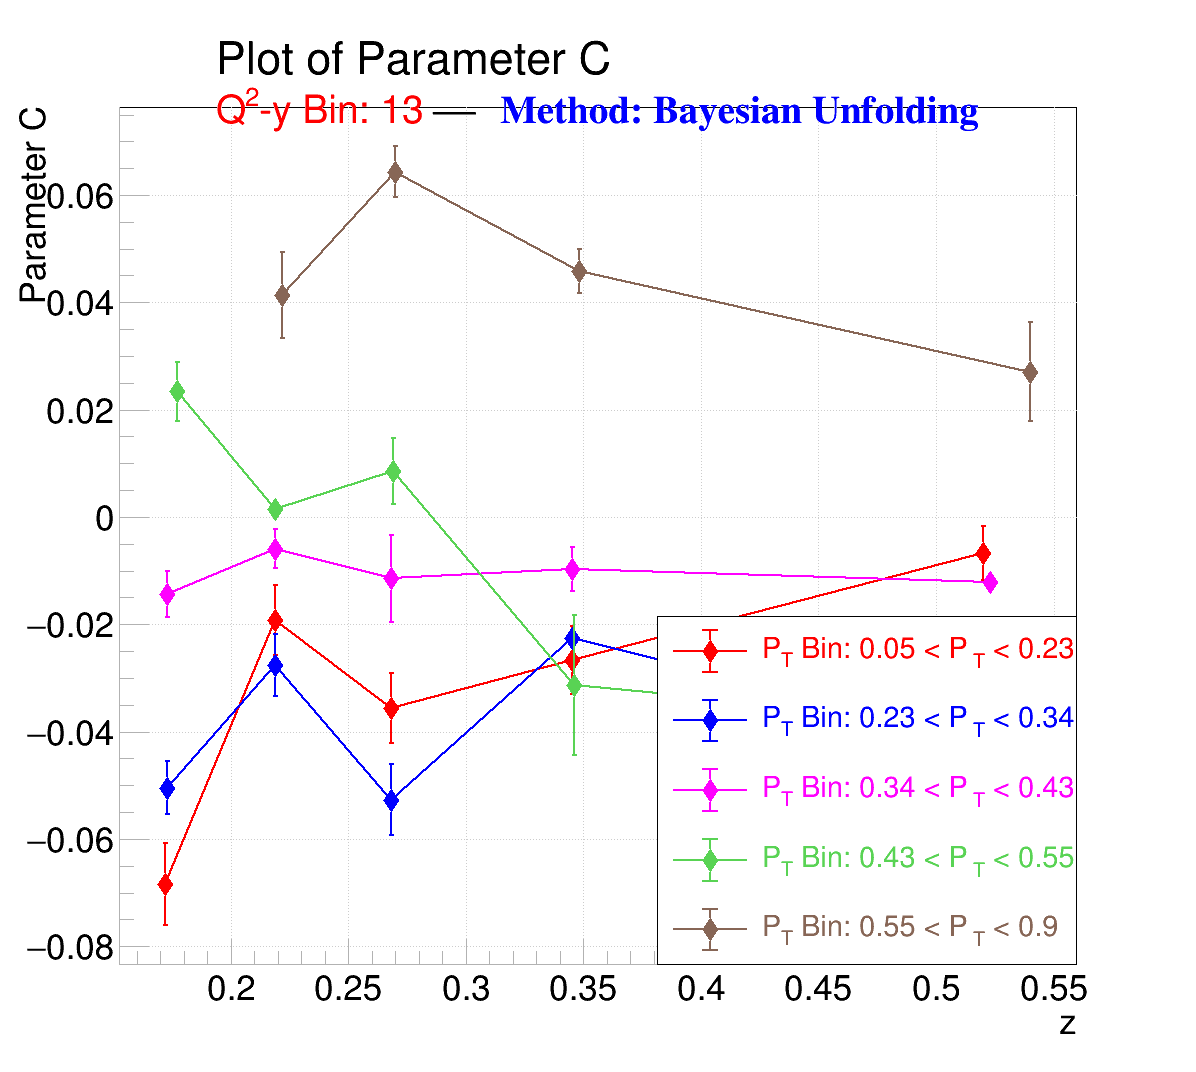 Plot of Parameter C
Q²-y Bin: 13 — Method: Bayesian Unfolding
Parameter C
0.06
0.04
0.02
0
−0.02
−0.04
−0.06
−0.08
P_T Bin: 0.05 < P_T < 0.23
P_T Bin: 0.23 < P_T < 0.34
P_T Bin: 0.34 < P_T < 0.43
P_T Bin: 0.43 < P_T < 0.55
P_T Bin: 0.55 < P_T < 0.9
0.2 0.25 0.3 0.35 0.4 0.45 0.5 0.55
z